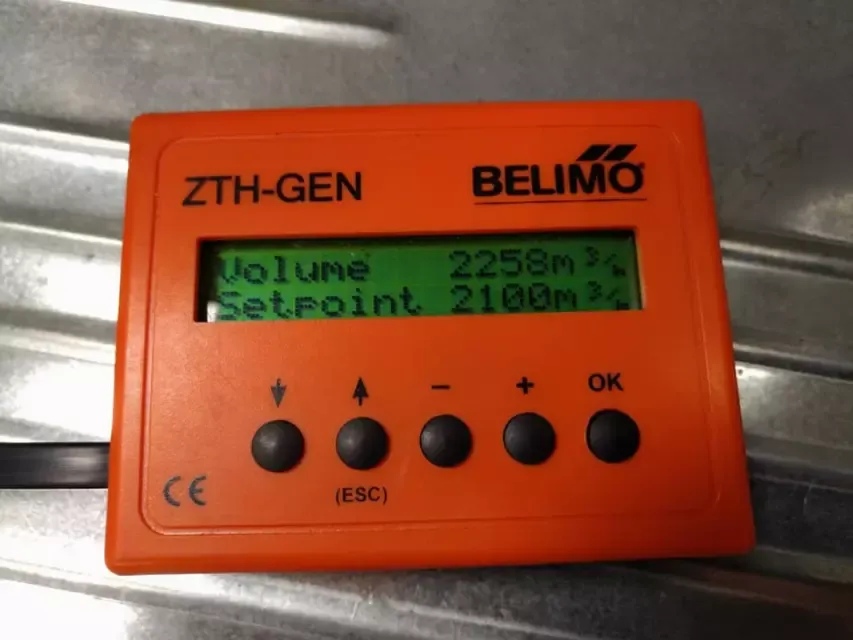 ZTH-GEN
BELIMO
Volume 2258m³/h
Setpoint 2100m³/h
- + OK
(ESC)
CE